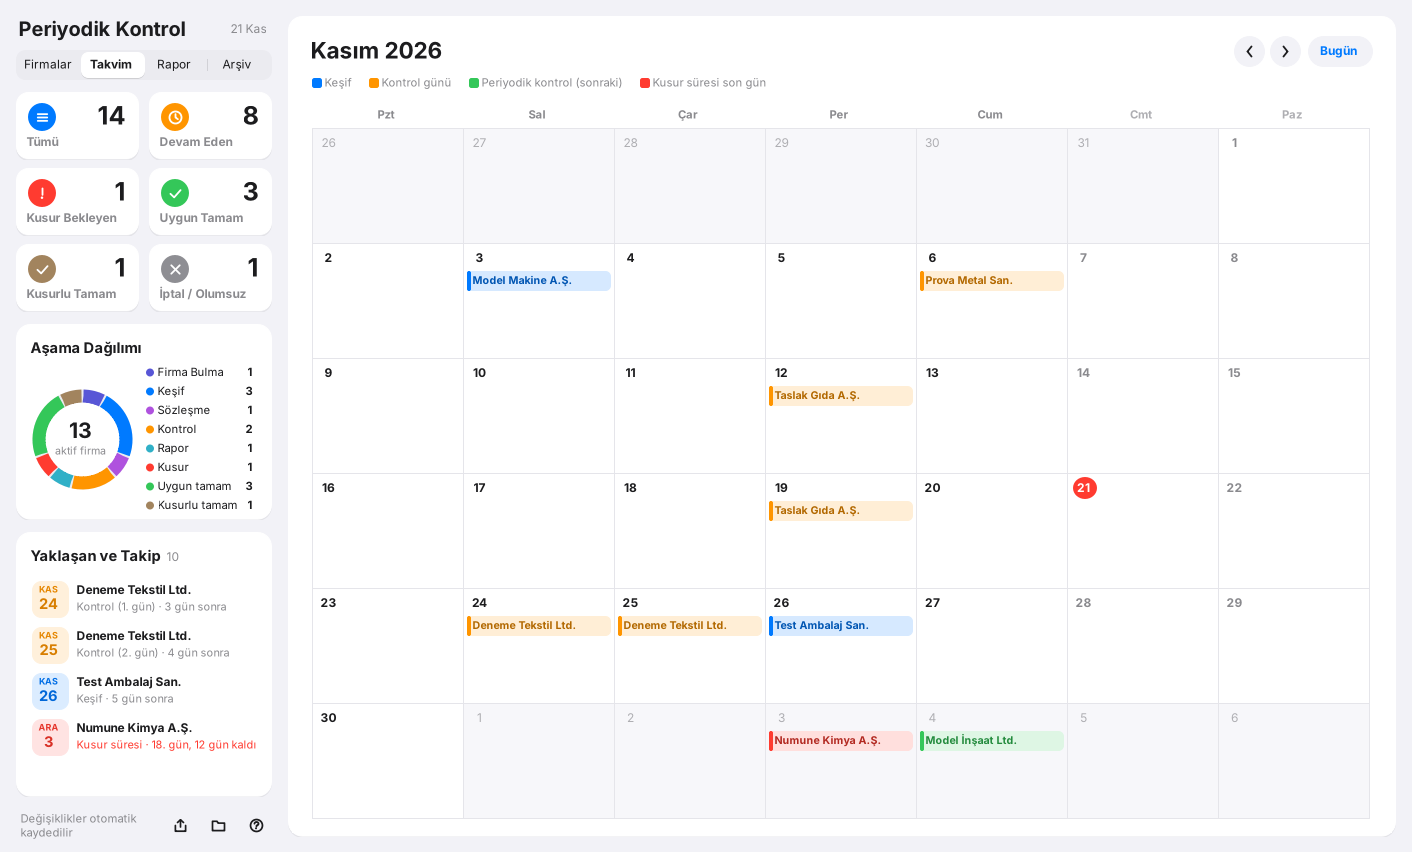 Periyodik Kontrol
21 Kas
Firmalar
Takvim
Rapor
Arşiv
14
Tümü
8
Devam Eden
1
Kusur Bekleyen
3
Uygun Tamam
1
Kusurlu Tamam
1
İptal / Olumsuz
Aşama Dağılımı
13
aktif firma
Firma Bulma 1
Keşif 3
Sözleşme 1
Kontrol 2
Rapor 1
Kusur 1
Uygun tamam 3
Kusurlu tamam 1
Yaklaşan ve Takip 10
KAS
24
Deneme Tekstil Ltd.
Kontrol (1. gün) · 3 gün sonra
KAS
25
Deneme Tekstil Ltd.
Kontrol (2. gün) · 4 gün sonra
KAS
26
Test Ambalaj San.
Keşif · 5 gün sonra
ARA
3
Numune Kimya A.Ş.
Kusur süresi · 18. gün, 12 gün kaldı
Değişiklikler otomatik
kaydedilir
Kasım 2026
Bugün
Keşif
Kontrol günü
Periyodik kontrol (sonraki)
Kusur süresi son gün
Pzt Sal Çar Per Cum Cmt Paz
26 27 28 29 30 31 1
2 3 4 5 6 7 8
Model Makine A.Ş.
Prova Metal San.
9 10 11 12 13 14 15
Taslak Gıda A.Ş.
16 17 18 19 20 21 22
Taslak Gıda A.Ş.
23 24 25 26 27 28 29
Deneme Tekstil Ltd.
Deneme Tekstil Ltd.
Test Ambalaj San.
30 1 2 3 4 5 6
Numune Kimya A.Ş.
Model İnşaat Ltd.